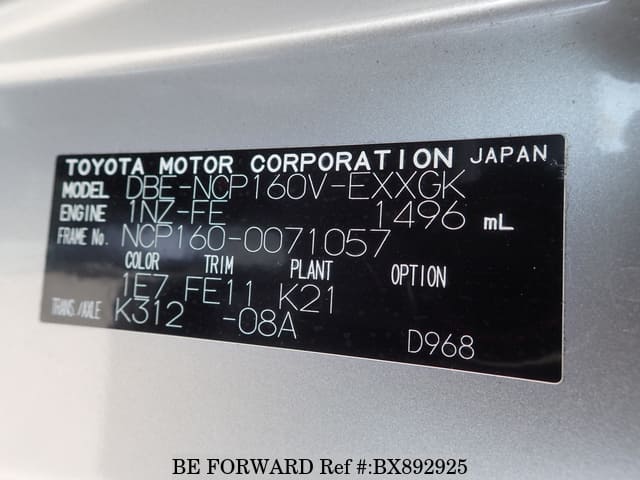 TOYOTA MOTOR CORPORATION JAPAN
MODEL DBE-NCP160V-EXXGK
ENGINE 1NZ-FE 1496 mL
FRAME No. NCP160-0071057
COLOR TRIM PLANT OPTION
1E7 FE11 K21
TRANS./AXLE K312 -08A
D968
BE FORWARD Ref #:BX892925